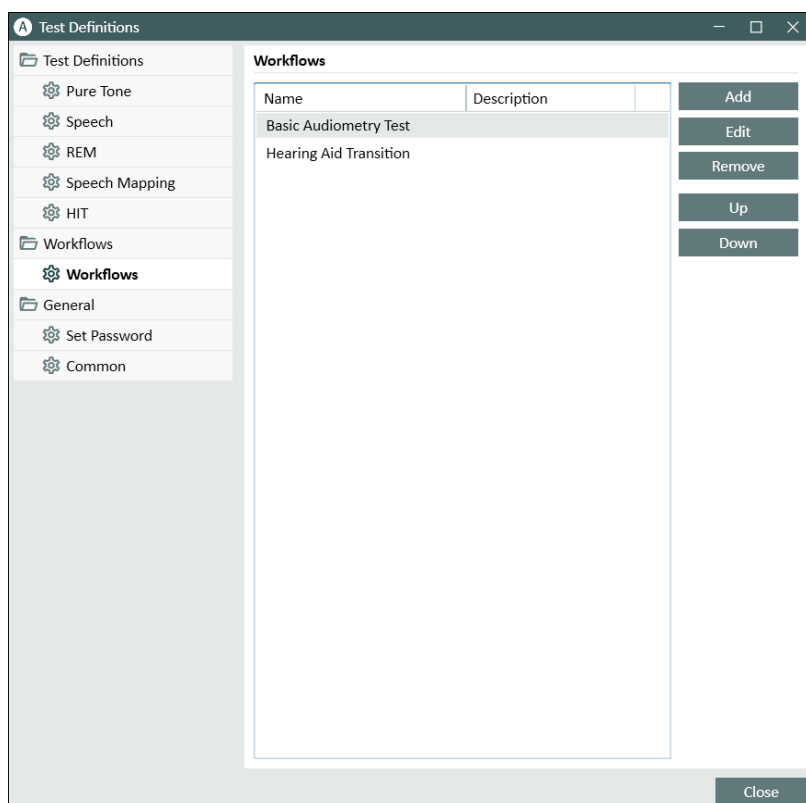 A Test Definitions
Test Definitions
Pure Tone
Speech
REM
Speech Mapping
HIT
Workflows
Workflows
General
Set Password
Common
Workflows
Name Description
Basic Audiometry Test
Hearing Aid Transition
Add
Edit
Remove
Up
Down
Close